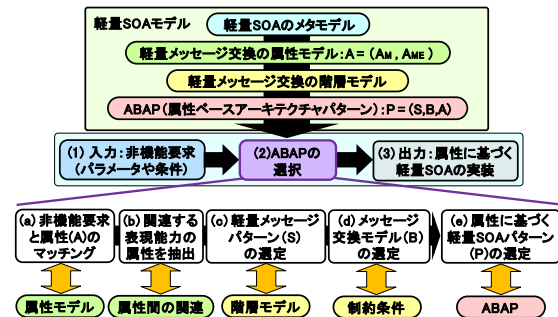 軽量SOAモデル
軽量SOAのメタモデル
軽量メッセージ交換の属性モデル:A=(AM, AME)
軽量メッセージ交換の階層モデル
ABAP(属性ベースアーキテクチャパターン):P=(S,B,A)
(1) 入力:非機能要求
(パラメータや条件)
(2)ABAPの
選択
(3) 出力:属性に基づく
軽量SOAの実装
(a) 非機能要求
と属性(A)の
マッチング
(b) 関連する
表現能力の
属性を抽出
(c) 軽量メッセージ
パターン(S)
の選定
(d) メッセージ
交換モデル(B)
の選定
(e) 属性に基づく
軽量SOAパターン
(P)の選定
属性モデル
属性間の関連
階層モデル
制約条件
ABAP